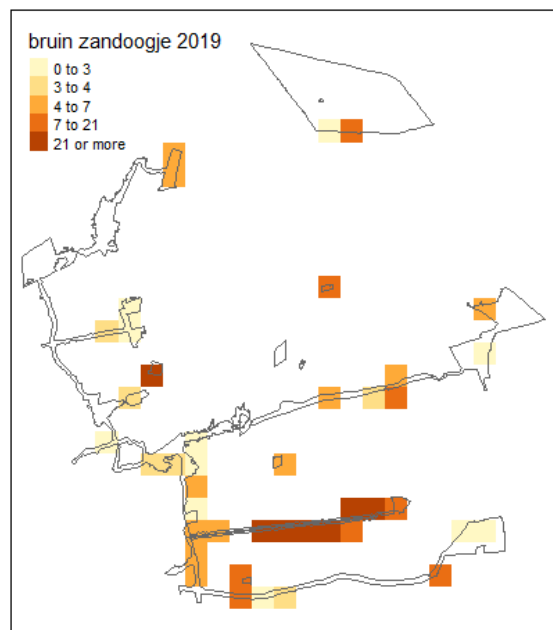 bruin zandoogje 2019
0 to 3
3 to 4
4 to 7
7 to 21
21 or more